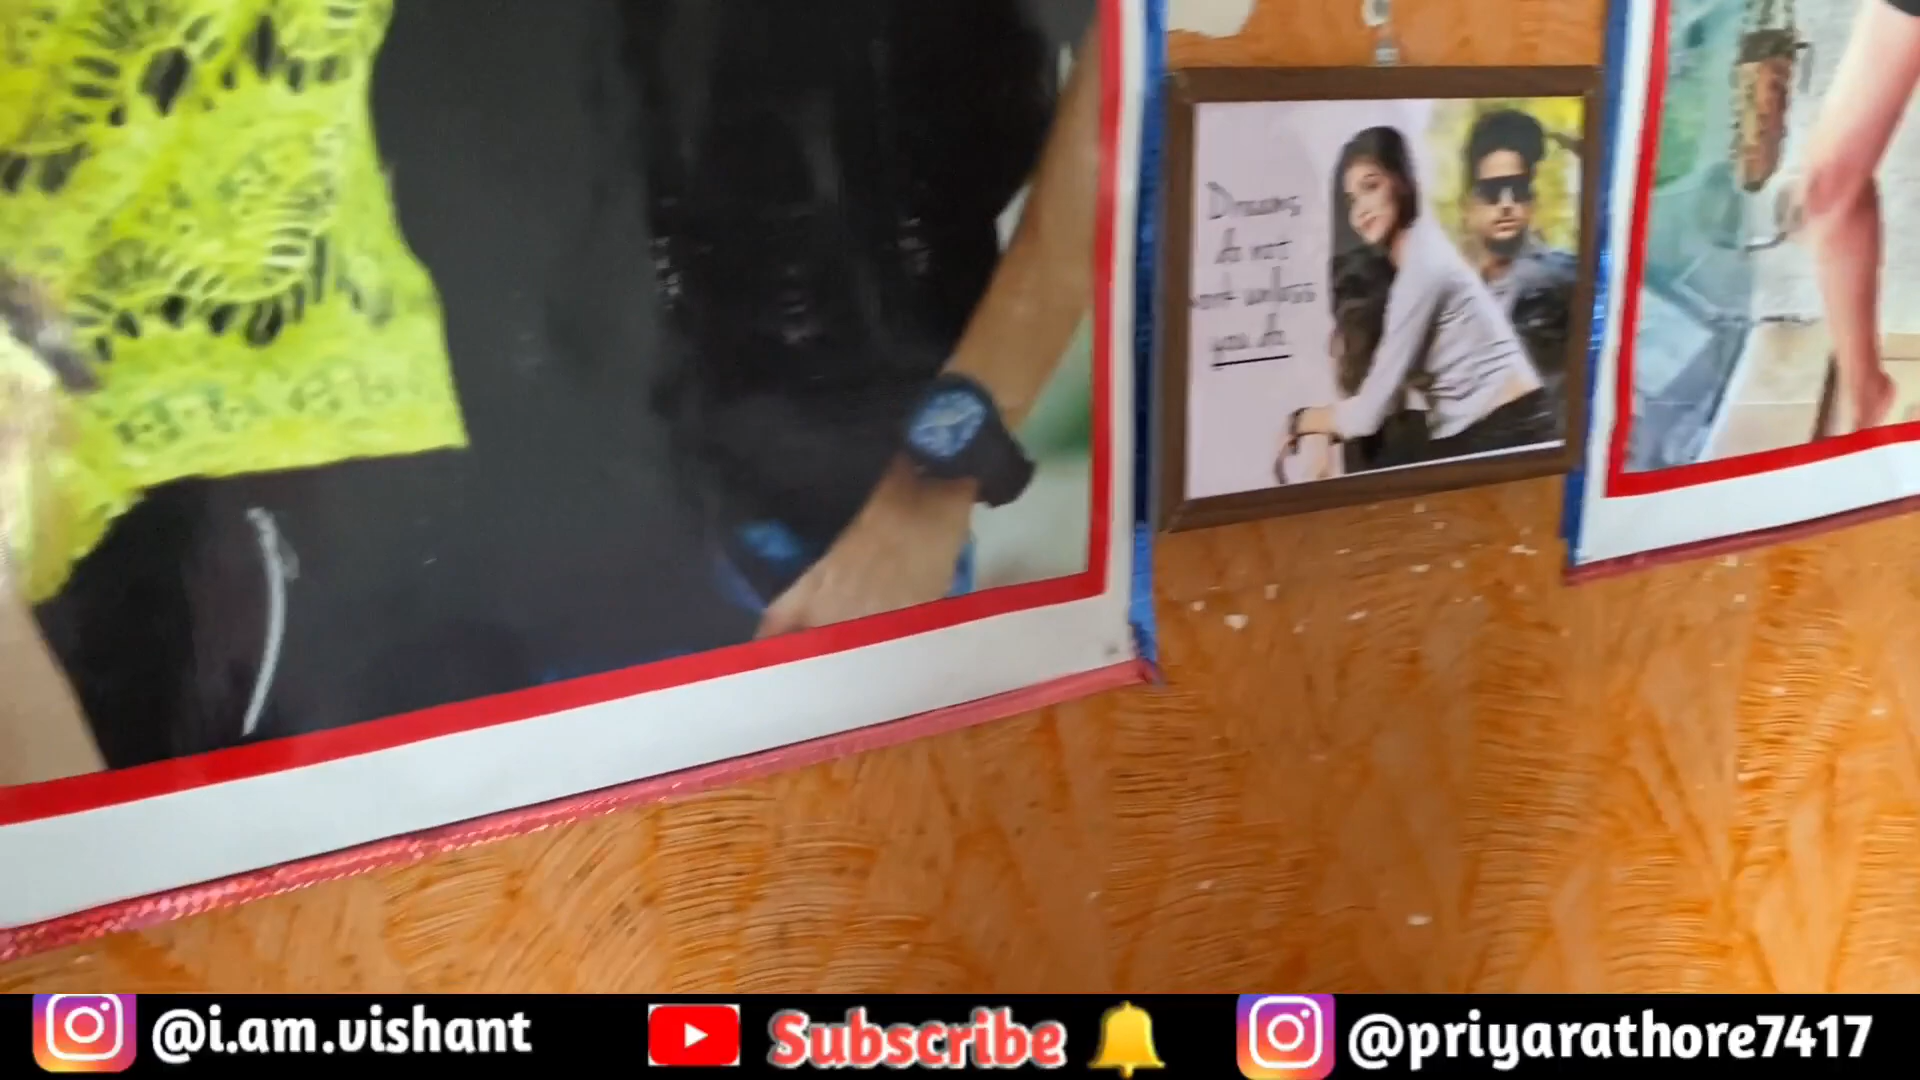 Dreams
do not
work unless
you do
@i.am.vishant
Subscribe
@priyarathore7417